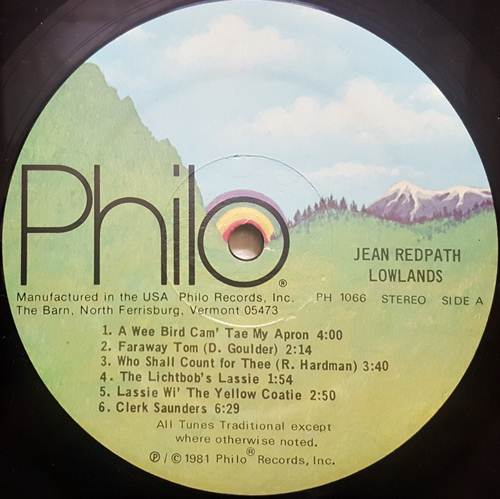 Philo®
JEAN REDPATH
LOWLANDS
Manufactured in the USA Philo Records, Inc. PH 1066 STEREO SIDE A
The Barn, North Ferrisburg, Vermont 05473
1. A Wee Bird Cam' Tae My Apron 4:00
2. Faraway Tom (D. Goulder) 2:14
3. Who Shall Count for Thee (R. Hardman) 3:40
4. The Lichtbob's Lassie 1:54
5. Lassie Wi' The Yellow Coatie 2:50
6. Clerk Saunders 6:29
All Tunes Traditional except
where otherwise noted.
℗/© 1981 Philo® Records, Inc.